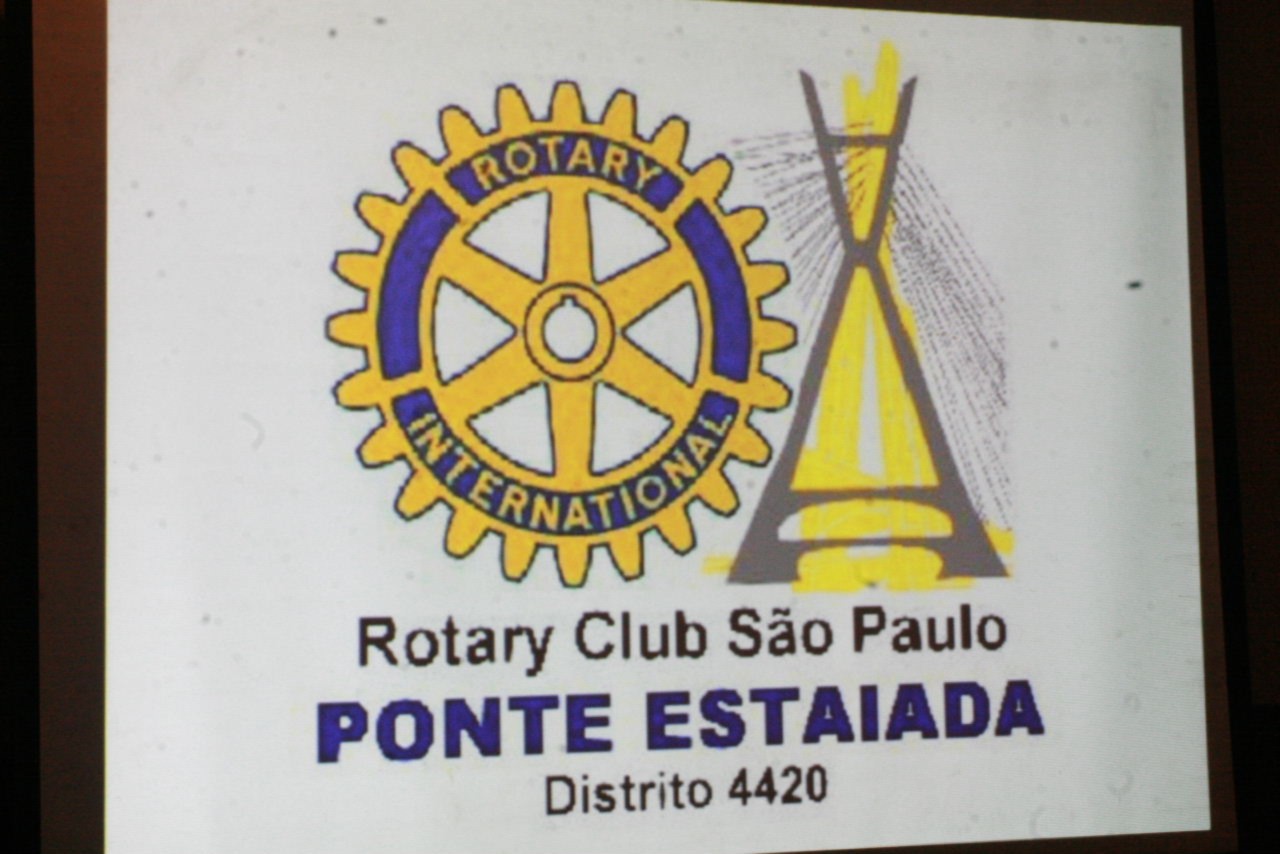 ROTARY
INTERNATIONAL
Rotary Club São Paulo
PONTE ESTAIADA
Distrito 4420